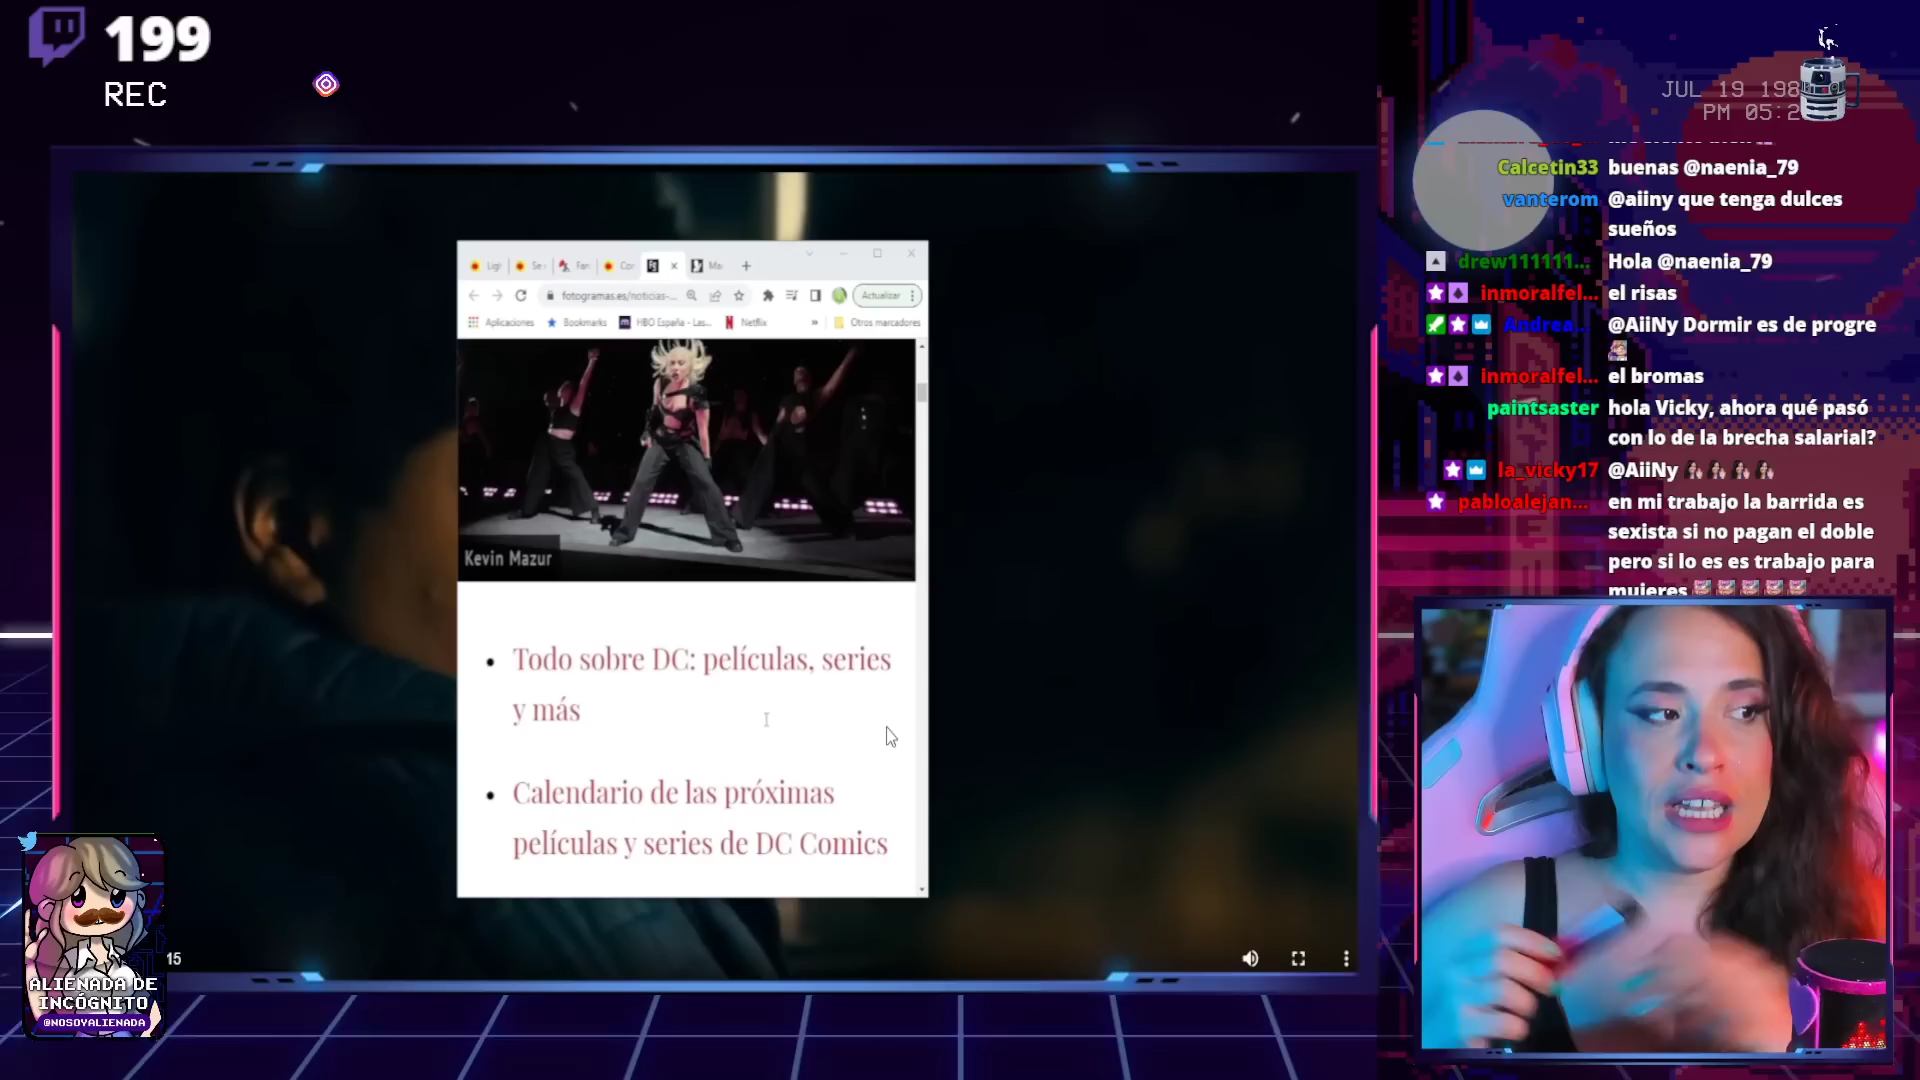 199
REC
JUL 19 198
PM 05:2
Calcetin33 buenas @naenia_79
vanterom @aiiny que tenga dulces
sueños
drew111111... Hola @naenia_79
inmoralfel... el risas
Andrea... @AiiNy Dormir es de progre
inmoralfel... el bromas
paintsaster hola Vicky, ahora qué pasó
con lo de la brecha salarial?
la_vicky17 @AiiNy
pabloalejan... en mi trabajo la barrida es
sexista si no pagan el doble
pero si lo es es trabajo para
mujeres
fotogramas.es/noticias-...
Actualizar
Aplicaciones
Bookmarks
HBO España - Las...
Netflix
»
Otros marcadores
Kevin Mazur
• Todo sobre DC: películas, series
y más
• Calendario de las próximas
películas y series de DC Comics
15
ALIENADA DE
INCÓGNITO
@NOSOYALIENADA